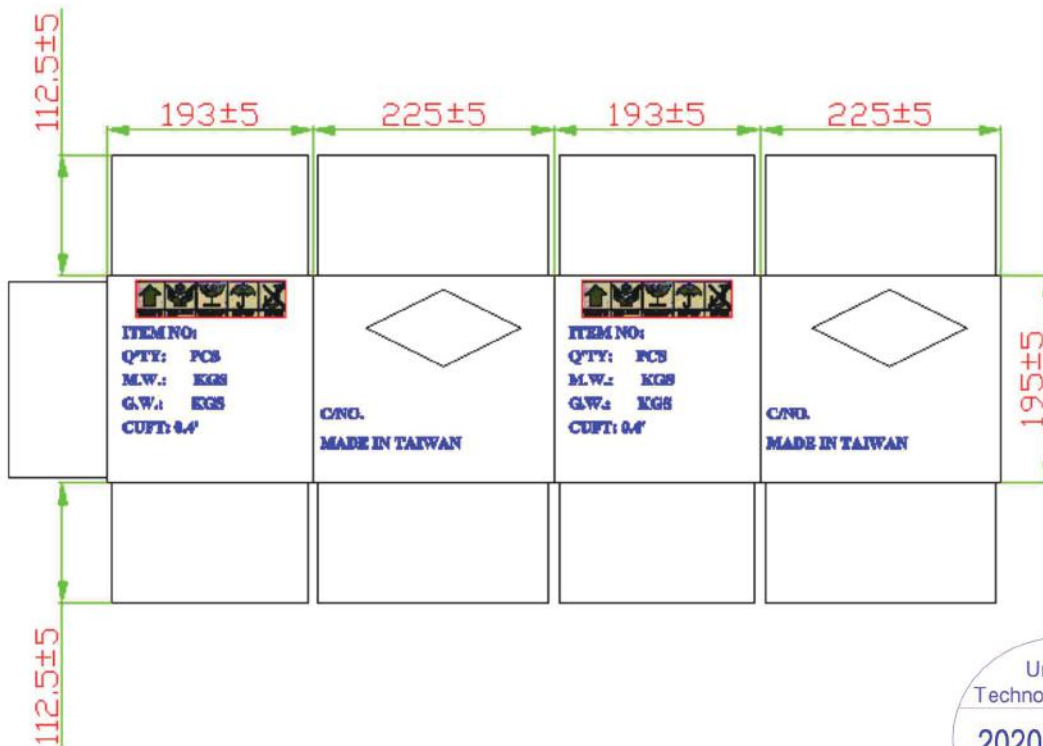 112.5±5
193±5
225±5
193±5
225±5
ITEM NO:
Q'TY: PCS
M.W.: KGS
G.W.: KGS
CUFT: 0.4'
C/NO.
MADE IN TAIWAN
ITEM NO:
Q'TY: PCS
M.W.: KGS
G.W.: KGS
CUFT: 0.4'
C/NO.
MADE IN TAIWAN
195±5
112.5±5
Un
Techno
2020